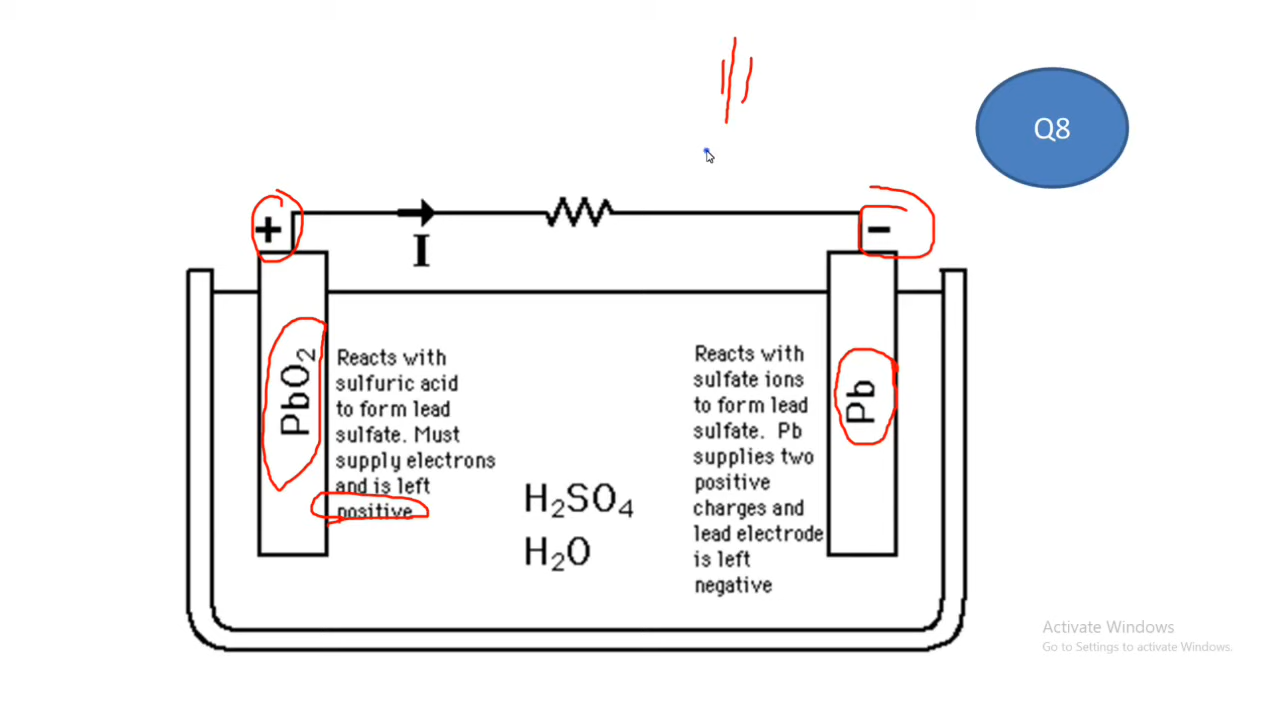 Q8
+
I
−
PbO2
Reacts with
sulfuric acid
to form lead
sulfate. Must
supply electrons
and is left
positive
H2SO4
H2O
Reacts with
sulfate ions
to form lead
sulfate. Pb
supplies two
positive
charges and
lead electrode
is left
negative
Pb
Activate Windows
Go to Settings to activate Windows.